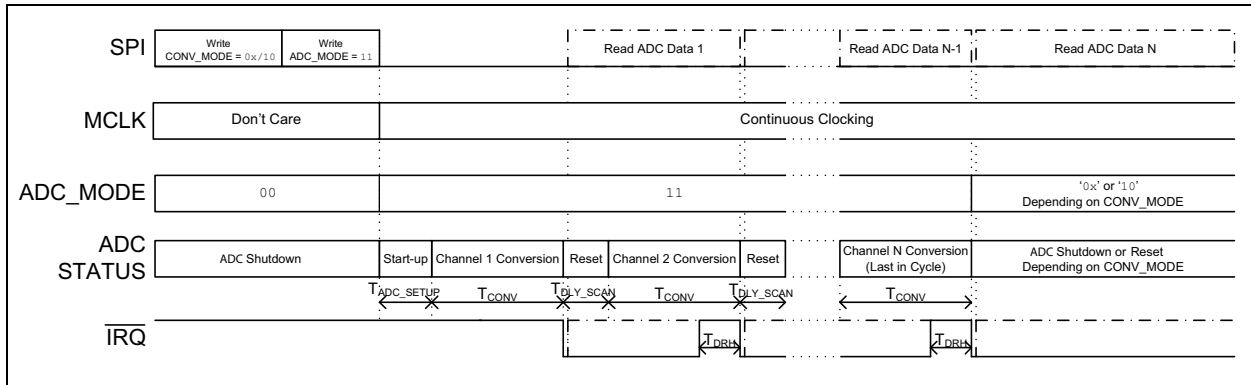 SPI
Write
CONV_MODE = 0x/10
Write
ADC_MODE = 11
Read ADC Data 1
Read ADC Data N-1
Read ADC Data N
MCLK
Don't Care
Continuous Clocking
ADC_MODE
00
11
'0x' or '10'
Depending on CONV_MODE
ADC
STATUS
ADC Shutdown
Start-up
Channel 1 Conversion
Reset
Channel 2 Conversion
Reset
Channel N Conversion
(Last in Cycle)
ADC Shutdown or Reset
Depending on CONV_MODE
TADC_SETUP
TCONV
TDLY_SCAN
TCONV
TDLY_SCAN
TCONV
IRQ
TDRH
TDRH